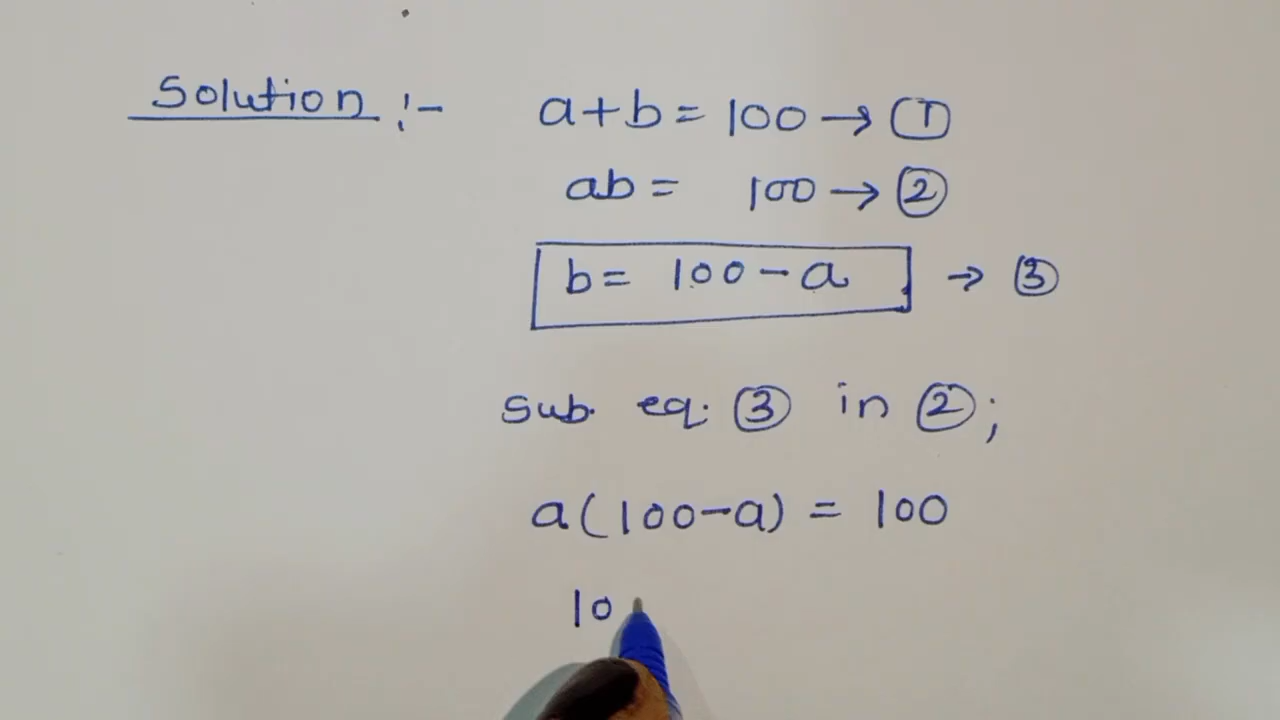 Solution :- a+b = 100 → ①
ab = 100 → ②
b = 100 - a → ③
Sub. eq. ③ in ② ;
a(100-a) = 100
10